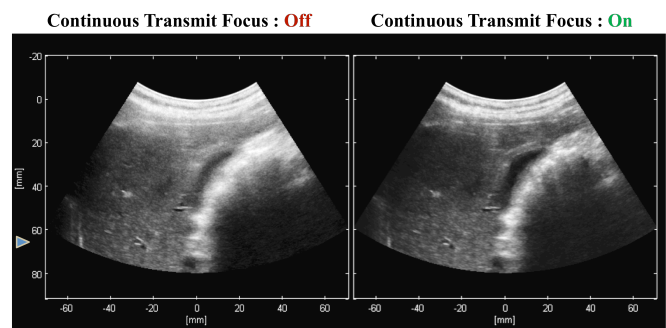 Continuous Transmit Focus : Off
Continuous Transmit Focus : On
-20
0
20
40
60
80
[mm]
-60 -40 -20 0 20 40 60
[mm]
-60 -40 -20 0 20 40 60
[mm]